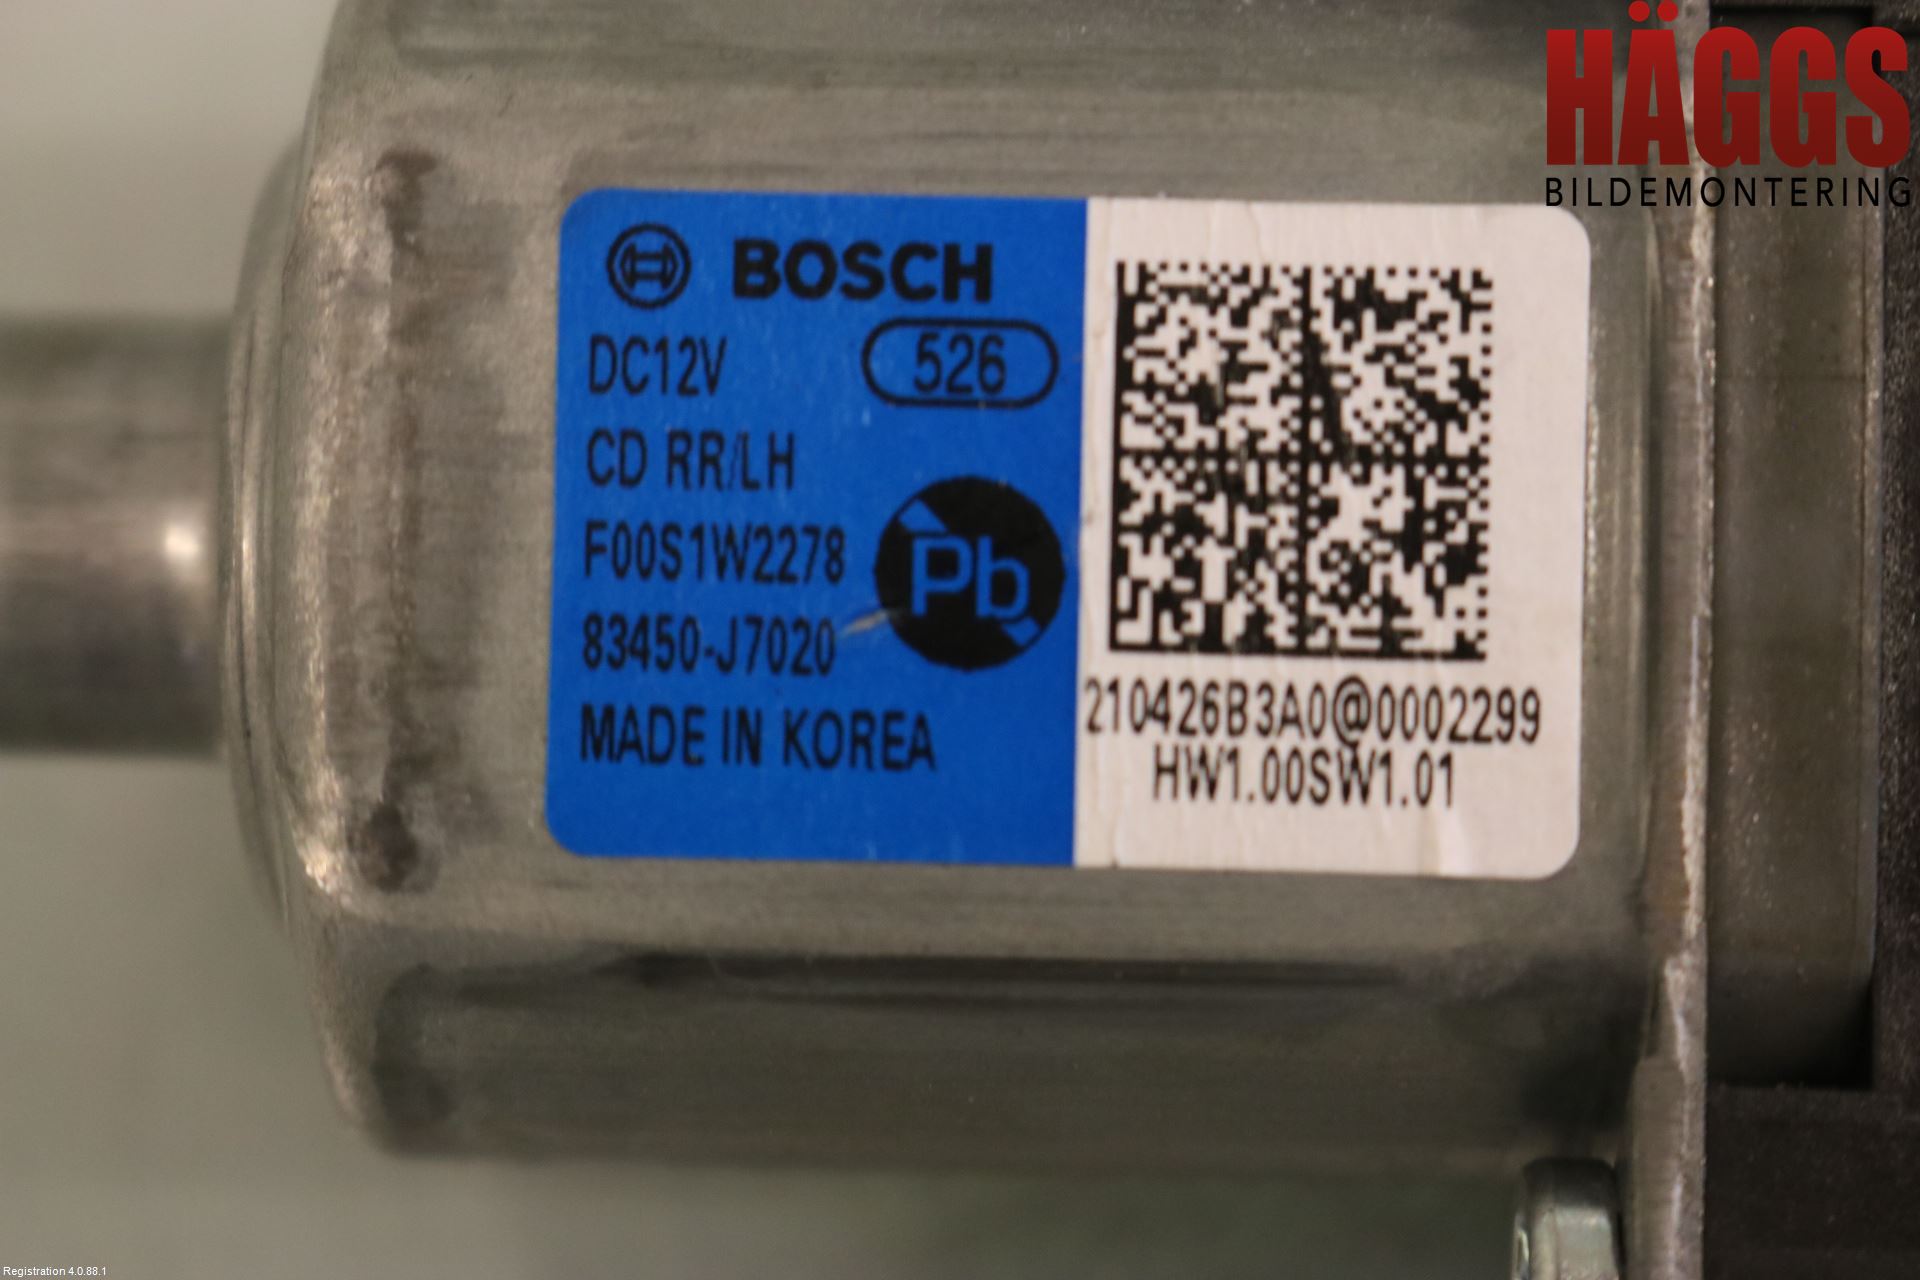 HÄGGS
BILDEMONTERING
BOSCH
DC12V 526
CD RR/LH
F00S1W2278
Pb
83450-J7020
MADE IN KOREA
210426B3A0@0002299
HW1.00SW1.01
Registration 4.0.88.1